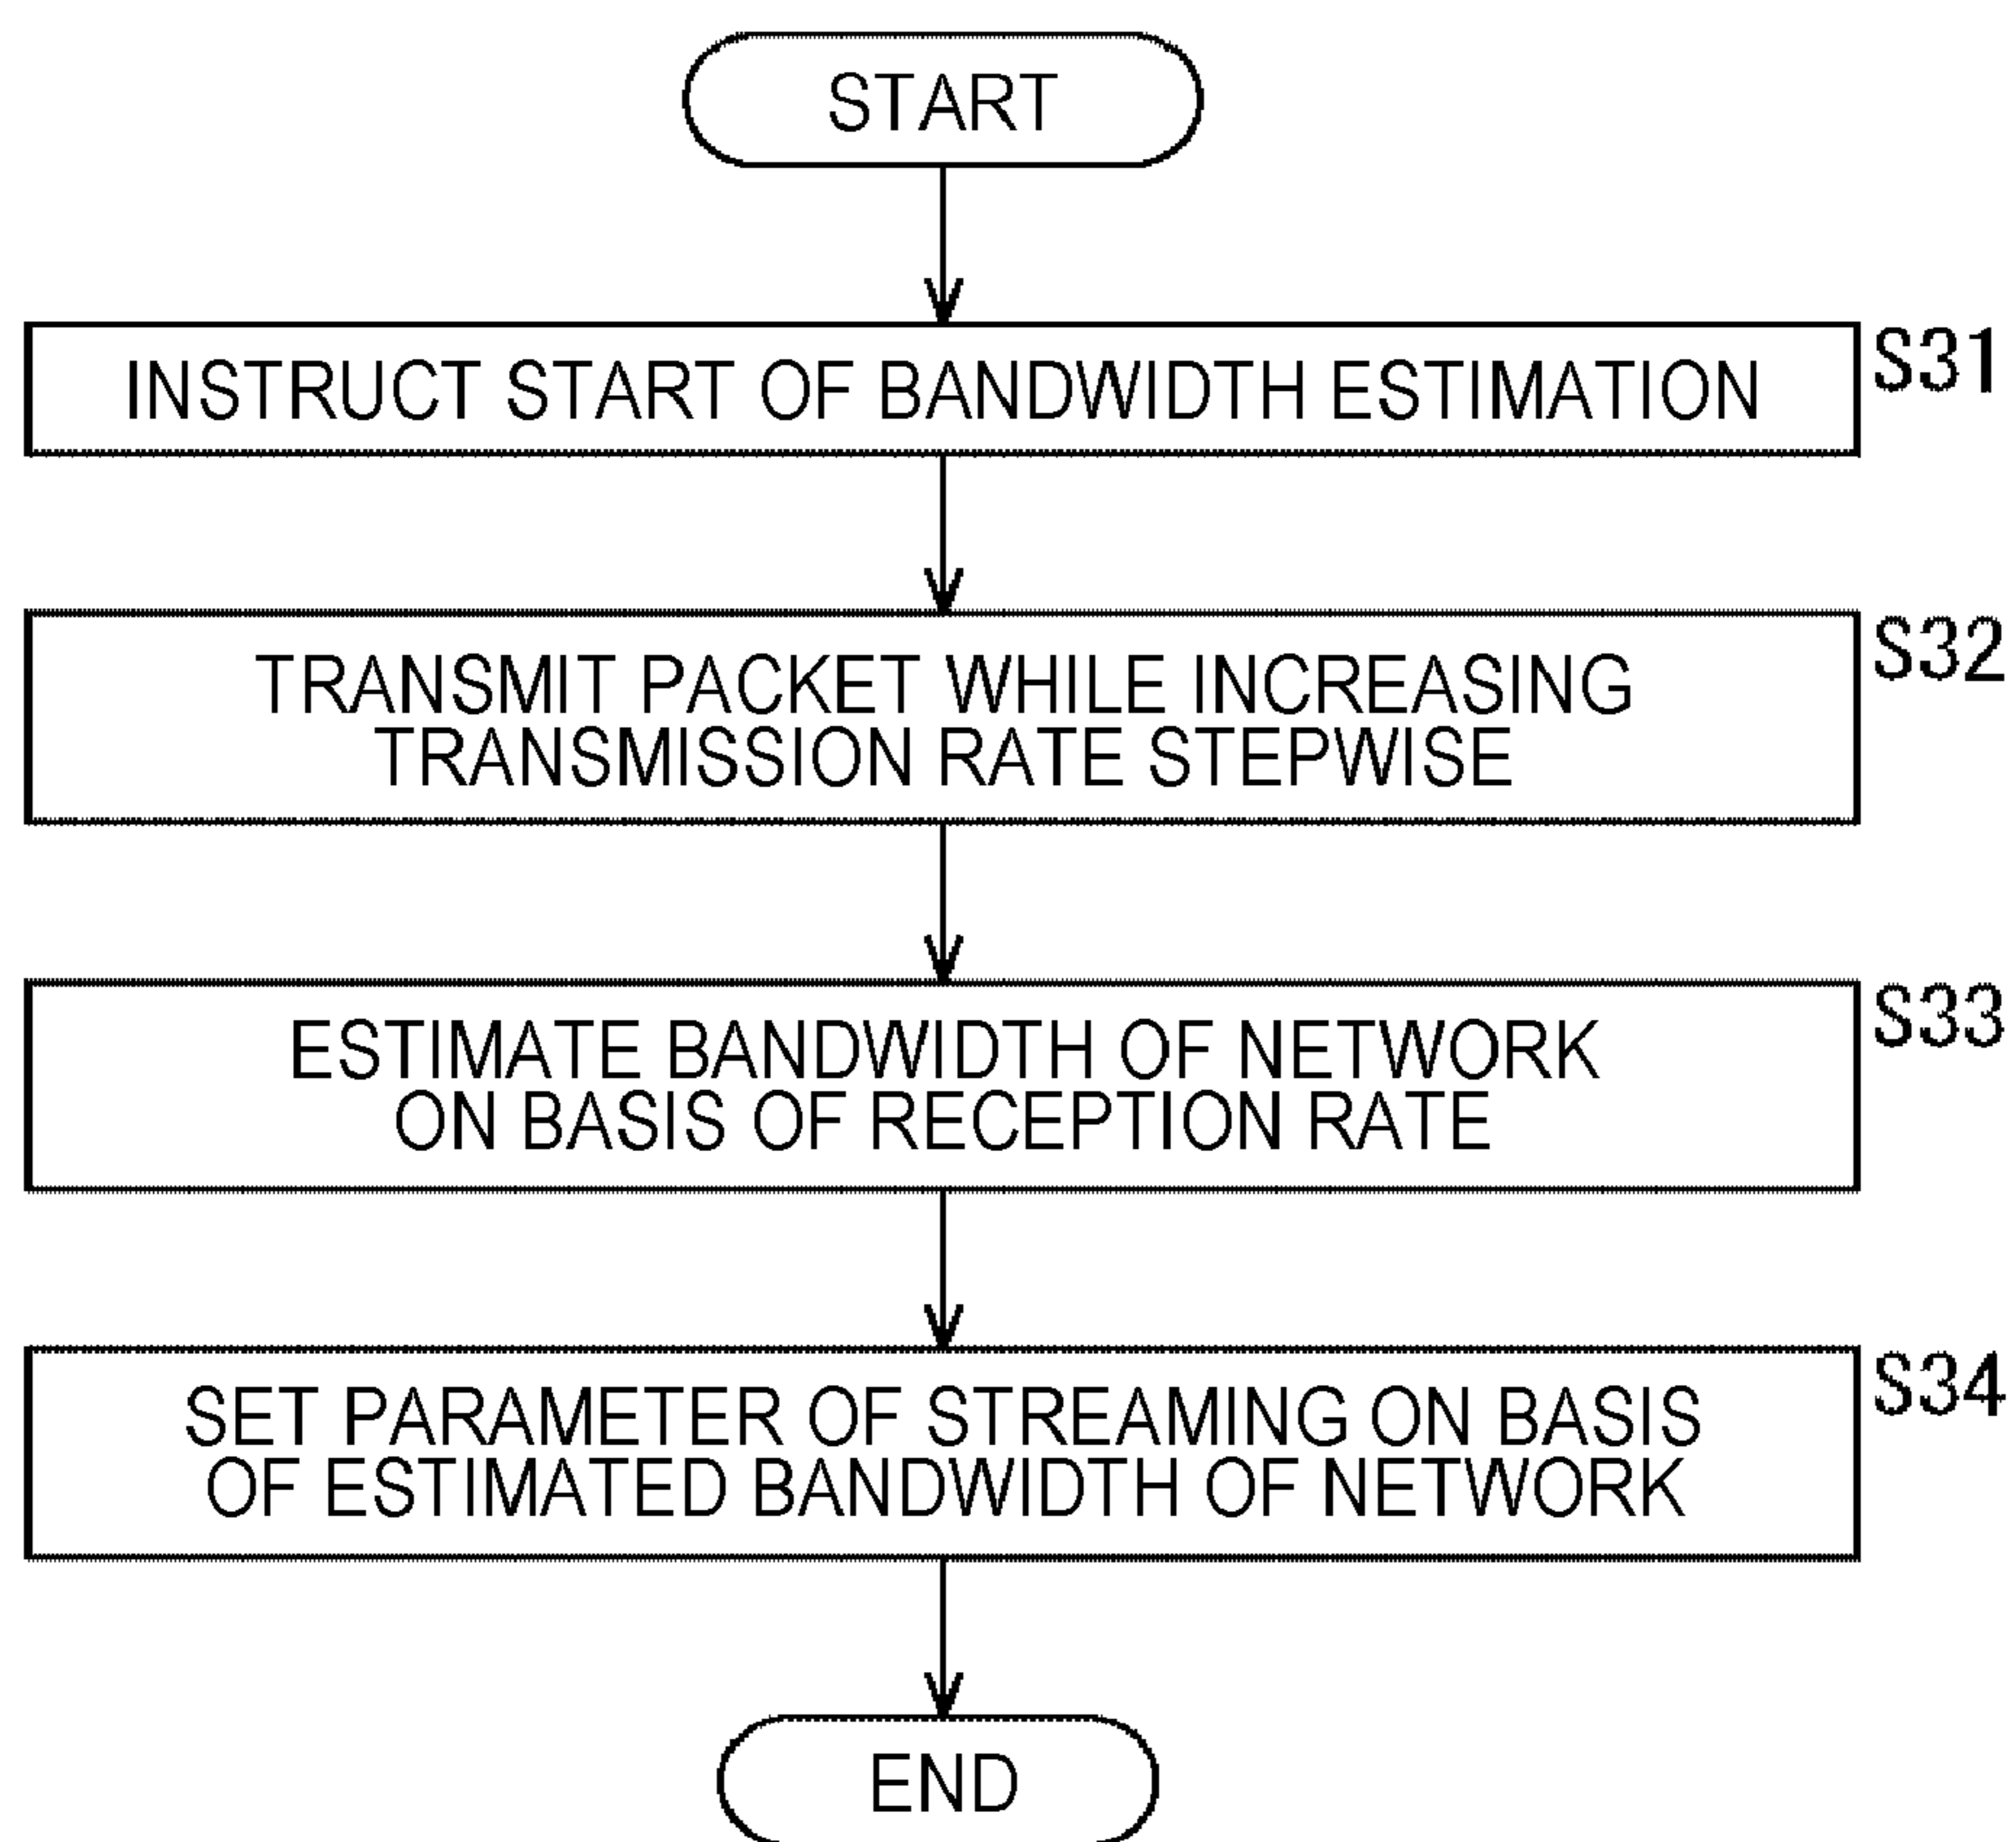 START
INSTRUCT START OF BANDWIDTH ESTIMATION
S31
TRANSMIT PACKET WHILE INCREASING
TRANSMISSION RATE STEPWISE
S32
ESTIMATE BANDWIDTH OF NETWORK
ON BASIS OF RECEPTION RATE
S33
SET PARAMETER OF STREAMING ON BASIS
OF ESTIMATED BANDWIDTH OF NETWORK
S34
END